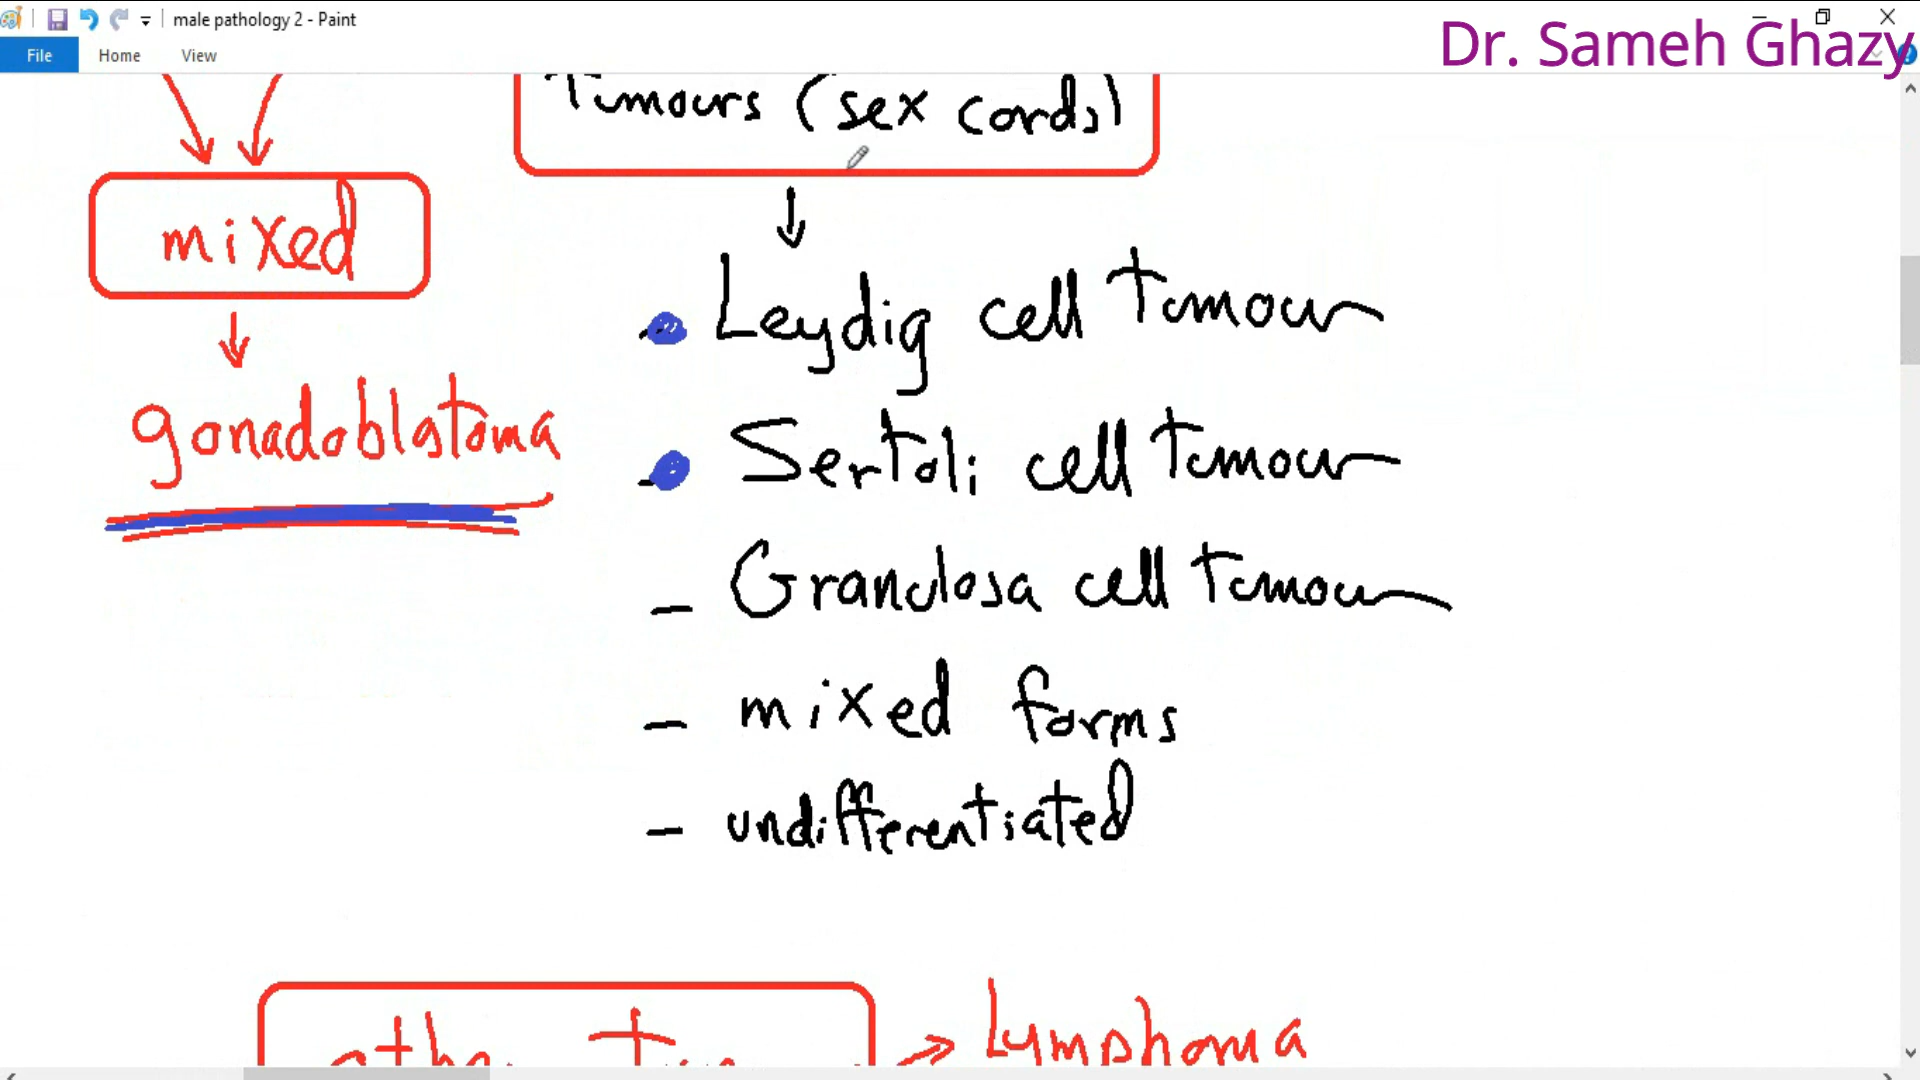 male pathology 2 - Paint
File Home View
Dr. Sameh Ghazy
Tumours (sex cords)
mixed
gonadoblatoma
Leydig cell Tumour
- Sertoli cell Tumour
- Granulosa cell Tumour
- mixed forms
- undifferentiated
Lymphoma